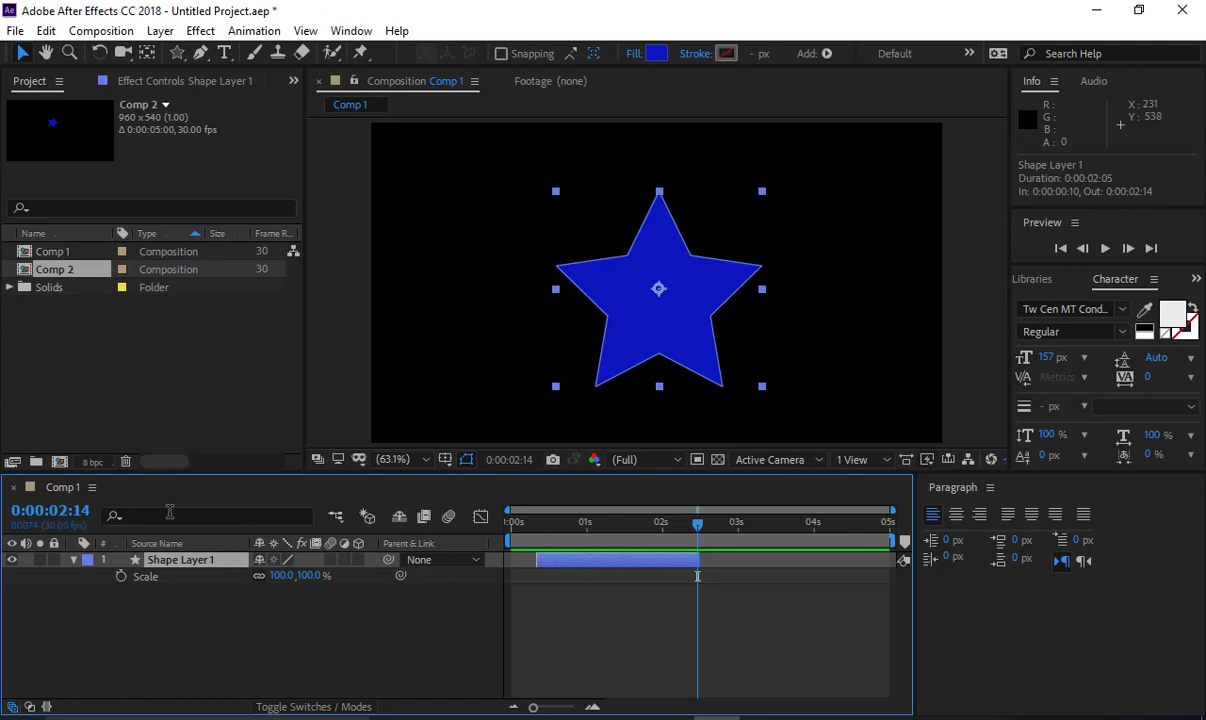 Ae Adobe After Effects CC 2018 - Untitled Project.aep *
File Edit Composition Layer Effect Animation View Window Help
Snapping Fill: Stroke: - px Add: Default » Search Help
Project Effect Controls Shape Layer 1 »
× Composition Comp 1 Footage (none)
Info Audio
Comp 1
Comp 2
960 x 540 (1.00)
Δ 0:00:05:00, 30.00 fps
R :
G :
B :
A : 0
X : 231
Y : 538
Shape Layer 1
Duration: 0:00:02:05
In: 0:00:00:10, Out: 0:00:02:14
Preview
Name Type Size Frame R...
Comp 1 Composition 30
Comp 2 Composition 30
Solids Folder
Libraries Character »
Tw Cen MT Cond...
Regular
157 px Auto
Metrics 0
- px
100 % 100 %
0 px 0 %
8 bpc
(63.1%) 0:00:02:14 (Full) Active Camera 1 View
× Comp 1
0:00:02:14
00074 (30.00 fps)
:00s 01s 02s 03s 04s 05s
# Source Name Parent & Link
1 Shape Layer 1 None
Scale 100.0,100.0 %
Toggle Switches / Modes
Paragraph
0 px 0 px 0 px
0 px 0 px